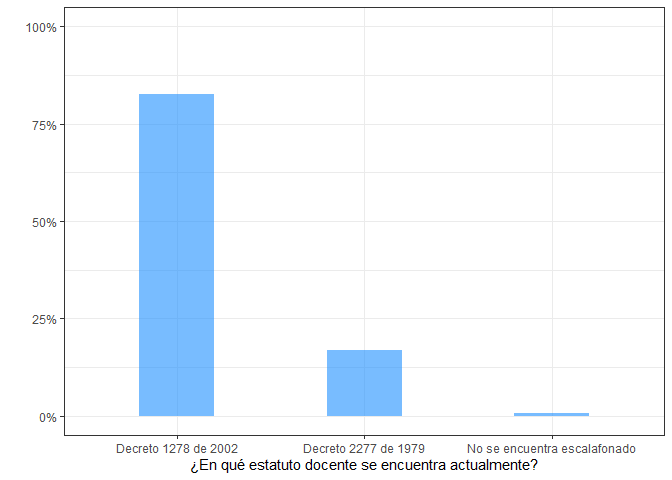 100%
75%
50%
25%
0%
Decreto 1278 de 2002 Decreto 2277 de 1979 No se encuentra escalafonado
¿En qué estatuto docente se encuentra actualmente?